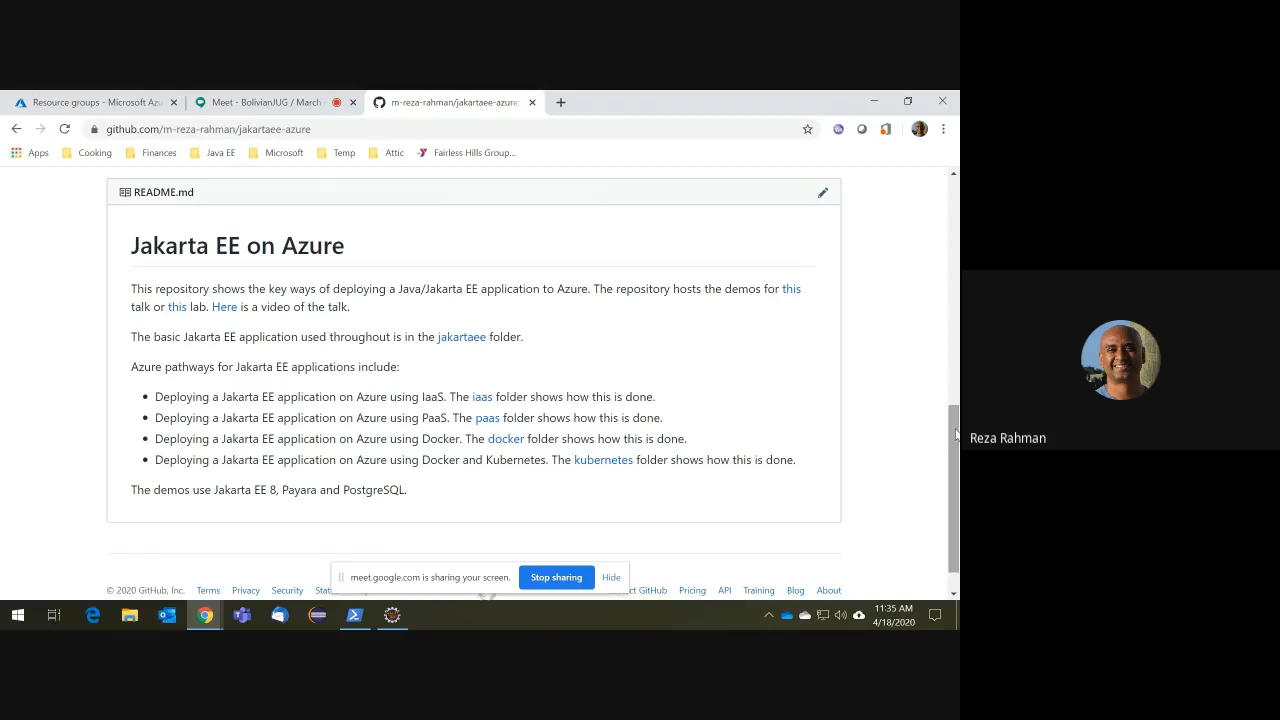 Resource groups - Microsoft Azu
Meet - BolivianJUG / March
m-reza-rahman/jakartaee-azure:
github.com/m-reza-rahman/jakartaee-azure
Apps Cooking Finances Java EE Microsoft Temp Attic Fairless Hills Group...
README.md
Jakarta EE on Azure
This repository shows the key ways of deploying a Java/Jakarta EE application to Azure. The repository hosts the demos for this
talk or this lab. Here is a video of the talk.
The basic Jakarta EE application used throughout is in the jakartaee folder.
Azure pathways for Jakarta EE applications include:
Deploying a Jakarta EE application on Azure using IaaS. The iaas folder shows how this is done.
Deploying a Jakarta EE application on Azure using PaaS. The paas folder shows how this is done.
Deploying a Jakarta EE application on Azure using Docker. The docker folder shows how this is done.
Deploying a Jakarta EE application on Azure using Docker and Kubernetes. The kubernetes folder shows how this is done.
The demos use Jakarta EE 8, Payara and PostgreSQL.
Reza Rahman
meet.google.com is sharing your screen. Stop sharing Hide
© 2020 GitHub, Inc. Terms Privacy Security GitHub Pricing API Training Blog About
11:35 AM
4/18/2020